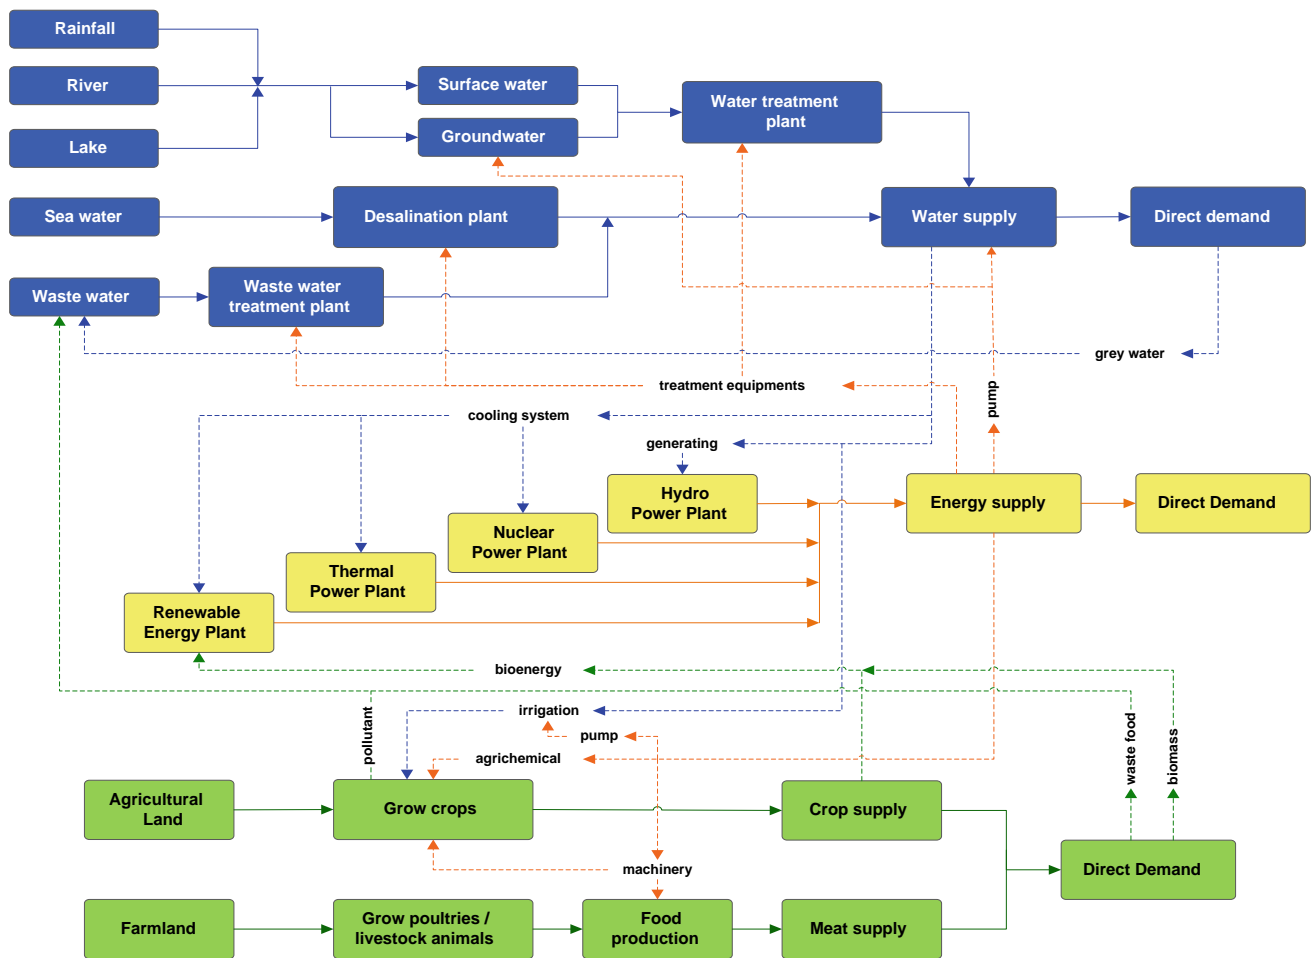 Rainfall
River
Lake
Surface water
Groundwater
Water treatment
plant
Sea water
Desalination plant
Water supply
Direct demand
Waste water
Waste water
treatment plant
grey water
treatment equipments
pump
cooling system
generating
Hydro
Power Plant
Energy supply
Direct Demand
Nuclear
Power Plant
Thermal
Power Plant
Renewable
Energy Plant
bioenergy
irrigation
pump
agrichemical
pollutant
waste food
biomass
Agricultural
Land
Grow crops
Crop supply
machinery
Direct Demand
Farmland
Grow poultries /
livestock animals
Food
production
Meat supply